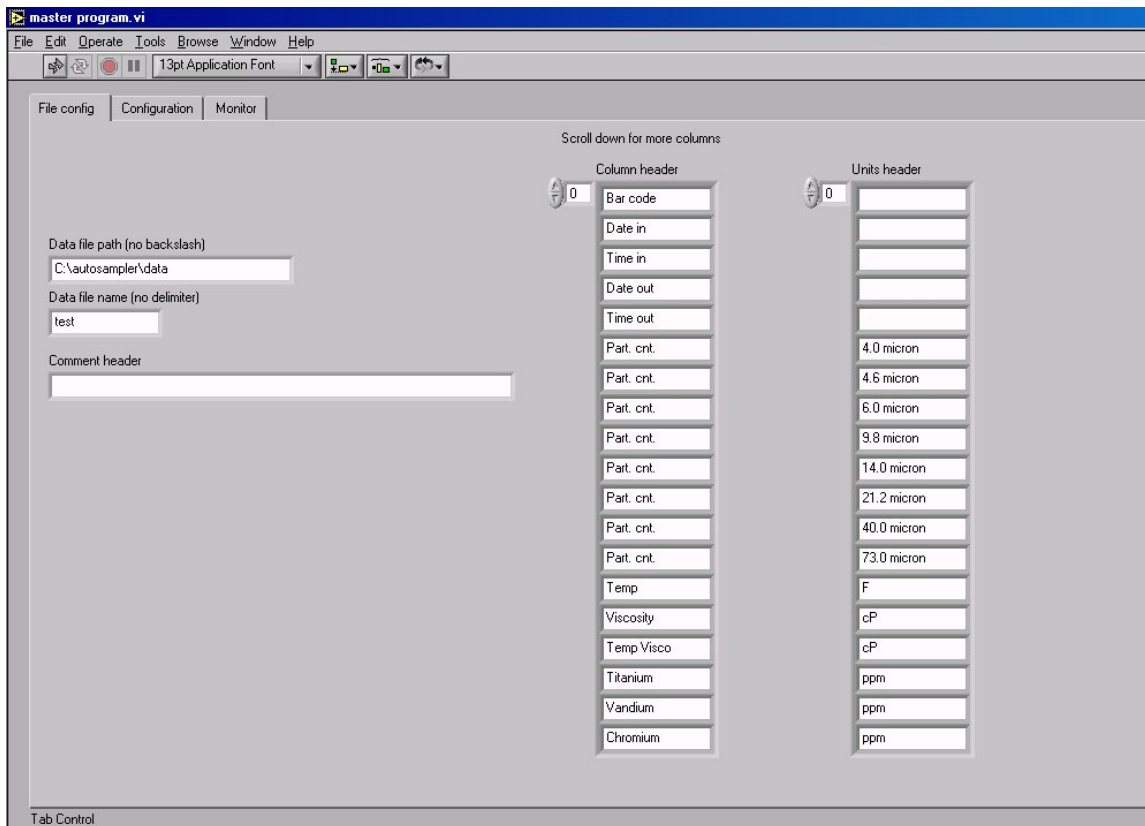 master program.vi
File Edit Operate Tools Browse Window Help
13pt Application Font
File config Configuration Monitor
Scroll down for more columns
Data file path (no backslash)
C:\autosampler\data
Data file name (no delimiter)
test
Comment header
Column header
0
Bar code
Date in
Time in
Date out
Time out
Part. cnt.
Part. cnt.
Part. cnt.
Part. cnt.
Part. cnt.
Part. cnt.
Part. cnt.
Part. cnt.
Temp
Viscosity
Temp Visco
Titanium
Vandium
Chromium
Units header
0
4.0 micron
4.6 micron
6.0 micron
9.8 micron
14.0 micron
21.2 micron
40.0 micron
73.0 micron
F
cP
cP
ppm
ppm
ppm
Tab Control